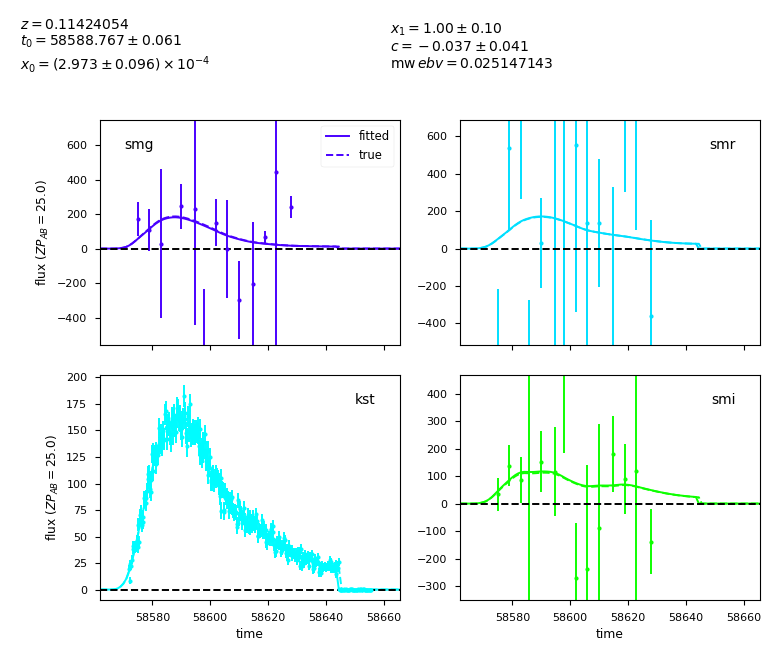 z = 0.11424054
t₀ = 58588.767 ± 0.061
x₀ = (2.973 ± 0.096) × 10⁻⁴
x₁ = 1.00 ± 0.10
c = −0.037 ± 0.041
mw ebv = 0.025147143
smg
fitted
true
600
400
200
0
−200
−400
flux (ZP_AB = 25.0)
smr
600
400
200
0
−200
−400
kst
200
175
150
125
100
75
50
25
0
flux (ZP_AB = 25.0)
58580 58600 58620 58640 58660
time
smi
400
300
200
100
0
−100
−200
−300
58580 58600 58620 58640 58660
time